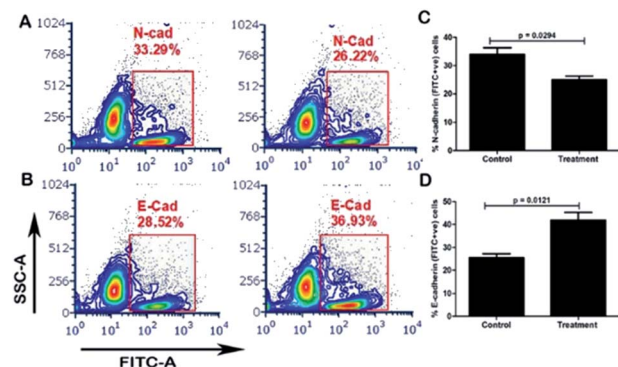 A
1024
768
512
256
0
10⁰ 10¹ 10² 10³ 10⁴
N-cad
33.29%
1024
768
512
256
0
10⁰ 10¹ 10² 10³ 10⁴
N-cad
26.22%
B
1024
768
512
256
0
10⁰ 10¹ 10² 10³ 10⁴
E-Cad
28.52%
1024
768
512
256
0
10⁰ 10¹ 10² 10³ 10⁴
E-Cad
36.93%
SSC-A
FITC-A
C
p = 0.0294
% N-cadherin (FITC+ve) cells
40
30
20
10
0
Control Treatment
D
p = 0.0121
% E-cadherin (FITC+ve) cells
50
40
30
20
10
0
Control Treatment